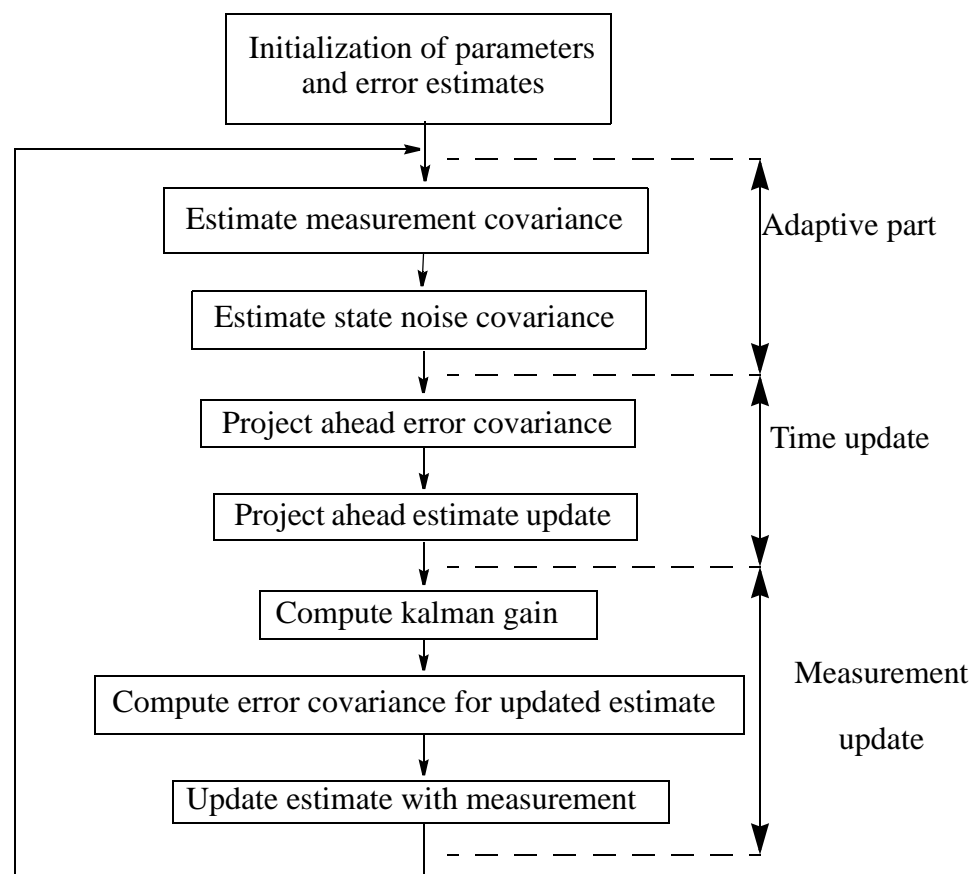 Initialization of parameters
and error estimates
Estimate measurement covariance
Adaptive part
Estimate state noise covariance
Project ahead error covariance
Time update
Project ahead estimate update
Compute kalman gain
Measurement
update
Compute error covariance for updated estimate
Update estimate with measurement